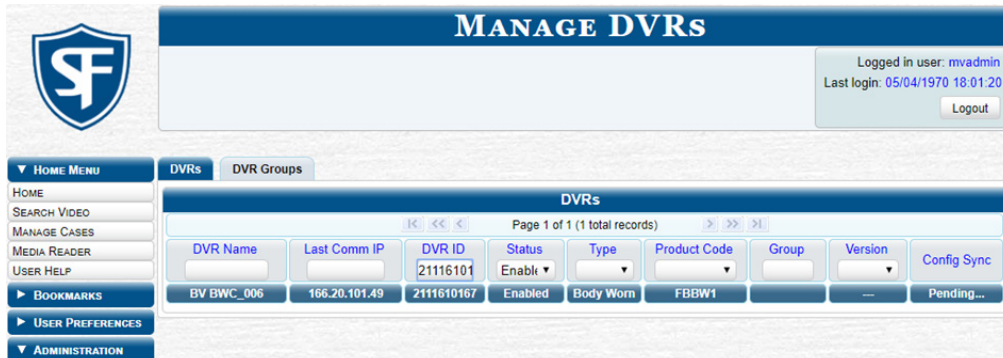 MANAGE DVRS
SF
Logged in user: mvadmin
Last login: 05/04/1970 18:01:20
Logout
▼ HOME MENU
HOME
SEARCH VIDEO
MANAGE CASES
MEDIA READER
USER HELP
► BOOKMARKS
► USER PREFERENCES
▼ ADMINISTRATION
DVRs DVR Groups
DVRs
|< << < Page 1 of 1 (1 total records) > >> >|
DVR Name Last Comm IP DVR ID Status Type Product Code Group Version Config Sync
21116101 Enable ▼ ▼ ▼ ▼
BV BWC_006 166.20.101.49 2111610167 Enabled Body Worn FBBW1 --- Pending...